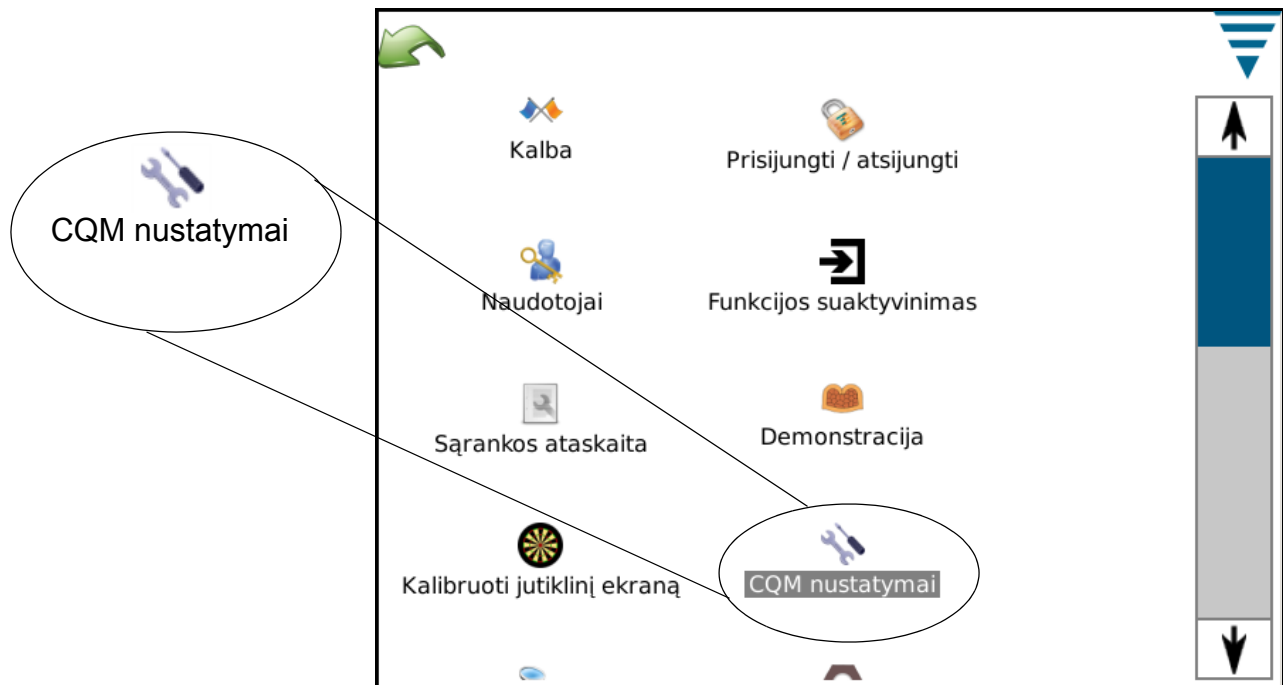 Kalba
Prisijungti / atsijungti
CQM nustatymai
Naudotojai
Funkcijos suaktyvinimas
Sąrankos ataskaita
Demonstracija
Kalibruoti jutiklinį ekraną
CQM nustatymai